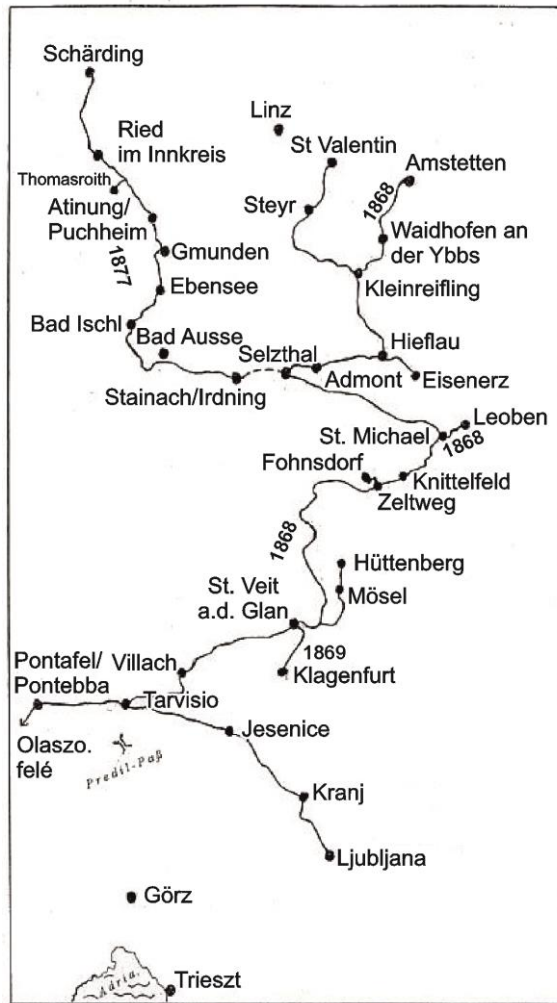 Schärding
Linz
Ried
im Innkreis
St Valentin
Amstetten
Thomasroith
Steyr
1868
Atinung/
Puchheim
Waidhofen an
der Ybbs
Gmunden
1877
Ebensee
Kleinreifling
Bad Ischl
Bad Ausse
Selzthal
Hieflau
Admont
Eisenerz
Stainach/Irdning
Leoben
St. Michael
1868
Fohnsdorf
Knittelfeld
Zeltweg
1868
Hüttenberg
St. Veit
a.d. Glan
Mösel
1869
Pontafel/
Pontebba
Villach
Klagenfurt
Tarvisio
Olaszo.
felé
Predil-Paß
Jesenice
Kranj
Ljubljana
Görz
Adria.
Trieszt